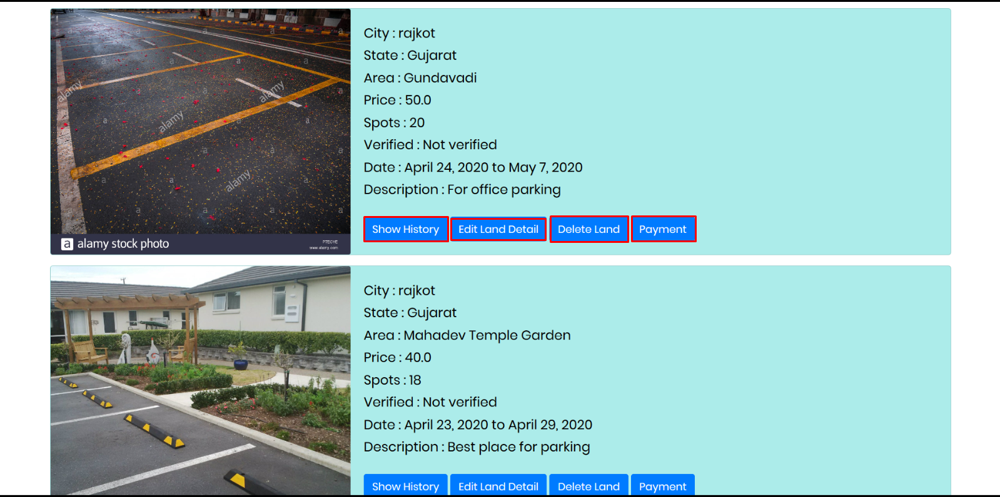 City : rajkot
State : Gujarat
Area : Gundavadi
Price : 50.0
Spots : 20
Verified : Not verified
Date : April 24, 2020 to May 7, 2020
Description : For office parking
Show History Edit Land Detail Delete Land Payment
alamy
alamy
alamy
alamy
a alamy stock photo
P7ECYE
www.alamy.com
City : rajkot
State : Gujarat
Area : Mahadev Temple Garden
Price : 40.0
Spots : 18
Verified : Not verified
Date : April 23, 2020 to April 29, 2020
Description : Best place for parking
Show History Edit Land Detail Delete Land Payment